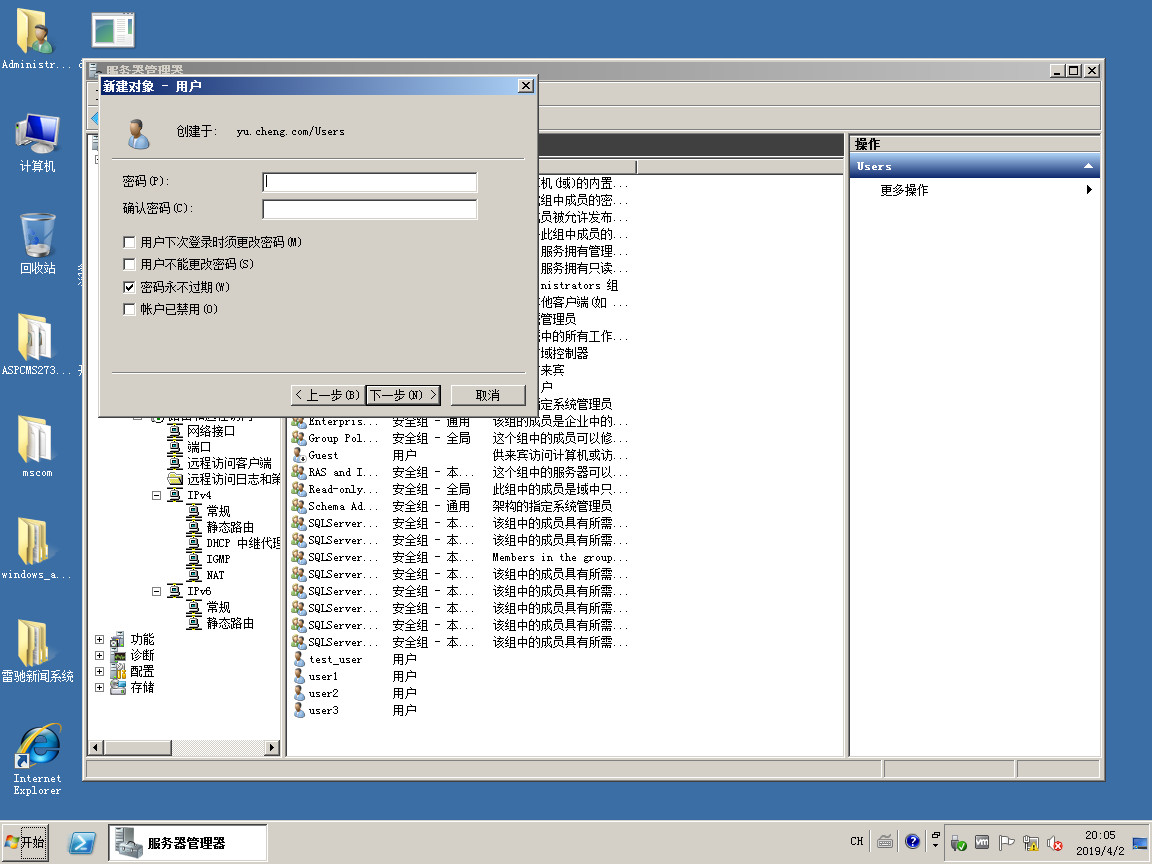 Administr...
计算机
回收站
ASPCMS273...
mscom
windows_a...
雷驰新闻系统
Internet
Explorer
服务器管理器
新建对象 - 用户
创建于: yu.cheng.com/Users
密码(P):
确认密码(C):
用户下次登录时须更改密码(M)
用户不能更改密码(S)
密码永不过期(W)
帐户已禁用(O)
< 上一步(B)
下一步(N) >
取消
机(域)的内置...
组中成员的密...
员被允许发布...
此组中成员的...
服务拥有管理...
服务拥有只读...
nistrators 组
他客户端(如 ...
管理员
中的所有工作...
域控制器
来宾
户
指定系统管理员
Enterpris... 安全组 - 通用 该组的成员是企业中的...
Group Pol... 安全组 - 全局 这个组中的成员可以修...
Guest 用户 供来宾访问计算机或访...
RAS and I... 安全组 - 本... 这个组中的服务器可以...
Read-only... 安全组 - 全局 此组中的成员是域中只...
Schema Ad... 安全组 - 通用 架构的指定系统管理员
SQLServer... 安全组 - 本... 该组中的成员具有所需...
SQLServer... 安全组 - 本... 该组中的成员具有所需...
SQLServer... 安全组 - 本... Members in the group...
SQLServer... 安全组 - 本... 该组中的成员具有所需...
SQLServer... 安全组 - 本... 该组中的成员具有所需...
SQLServer... 安全组 - 本... 该组中的成员具有所需...
SQLServer... 安全组 - 本... 该组中的成员具有所需...
SQLServer... 安全组 - 本... 该组中的成员具有所需...
test_user 用户
user1 用户
user2 用户
user3 用户
路由和远程访问
网络接口
端口
远程访问客户端
远程访问日志和策
IPv4
常规
静态路由
DHCP 中继代理
IGMP
NAT
IPv6
常规
静态路由
功能
诊断
配置
存储
操作
Users
更多操作
开始
服务器管理器
CH
20:05
2019/4/2